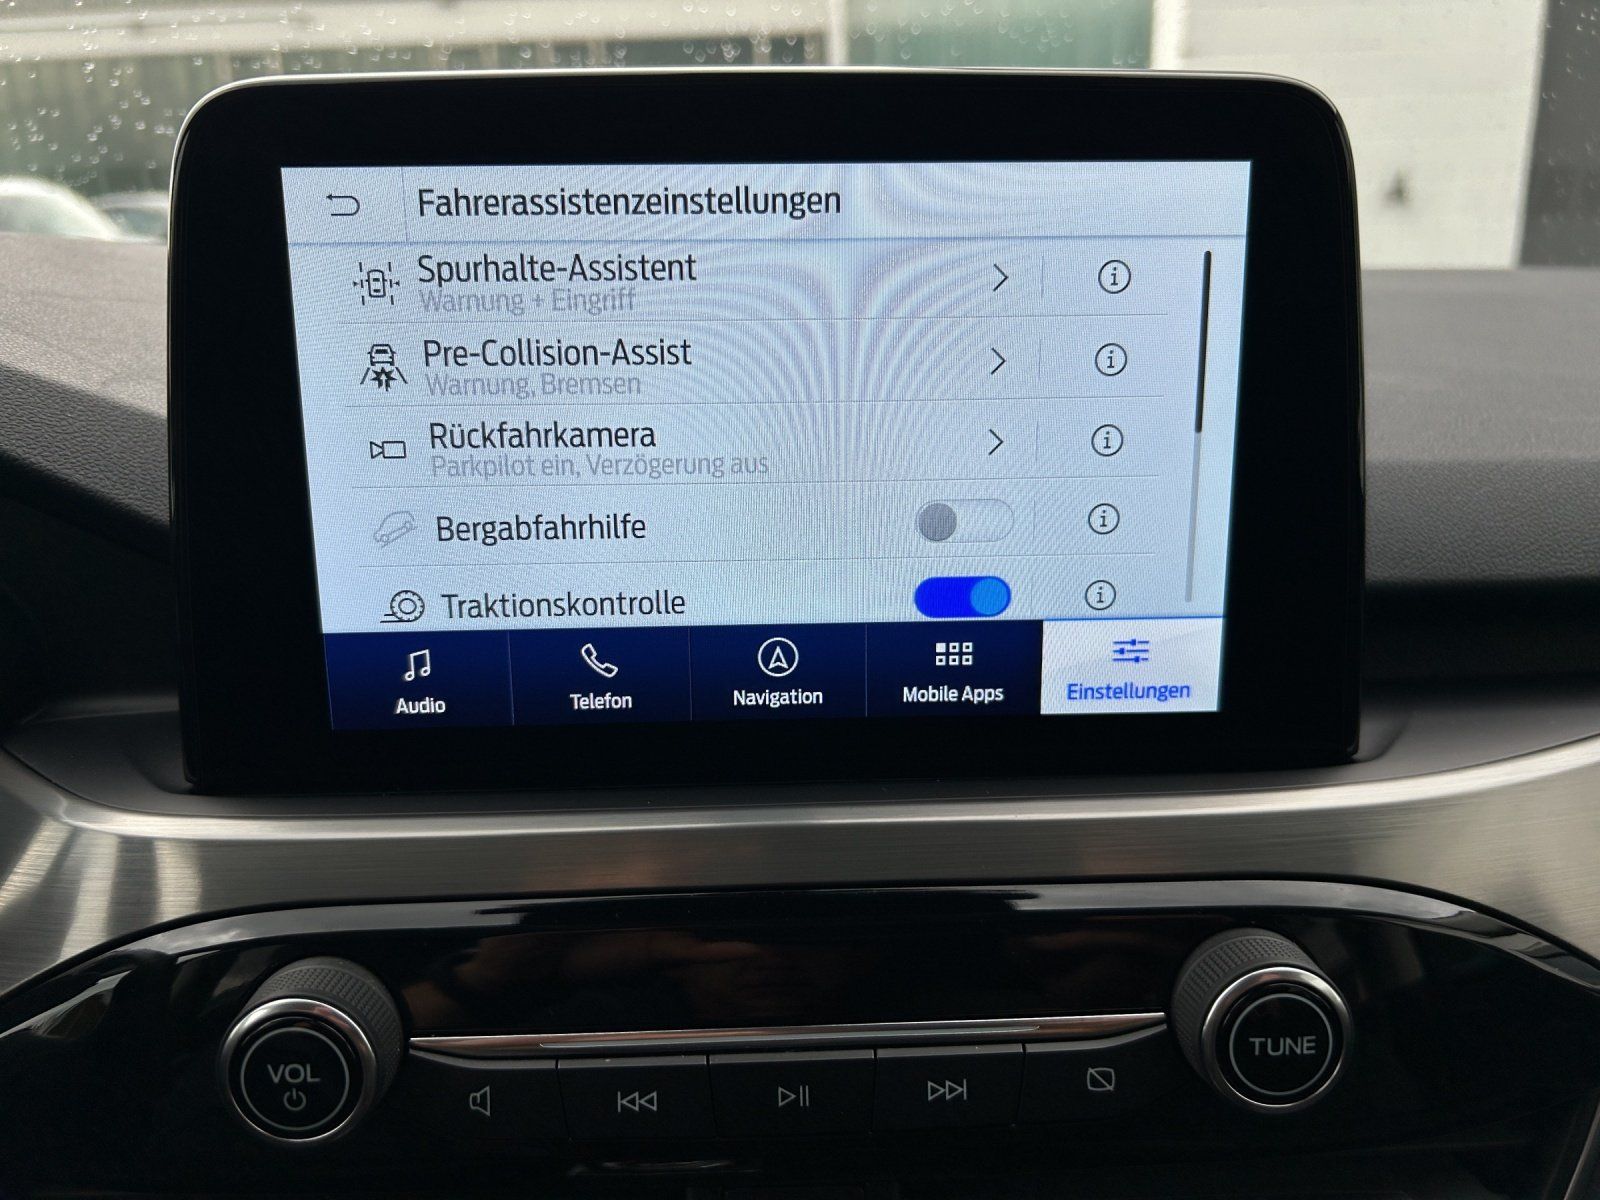 Fahrerassistenzeinstellungen
Spurhalte-Assistent
Warnung + Eingriff
Pre-Collision-Assist
Warnung, Bremsen
Rückfahrkamera
Parkpilot ein, Verzögerung aus
Bergabfahrhilfe
Traktionskontrolle
Audio
Telefon
Navigation
Mobile Apps
Einstellungen
VOL
TUNE